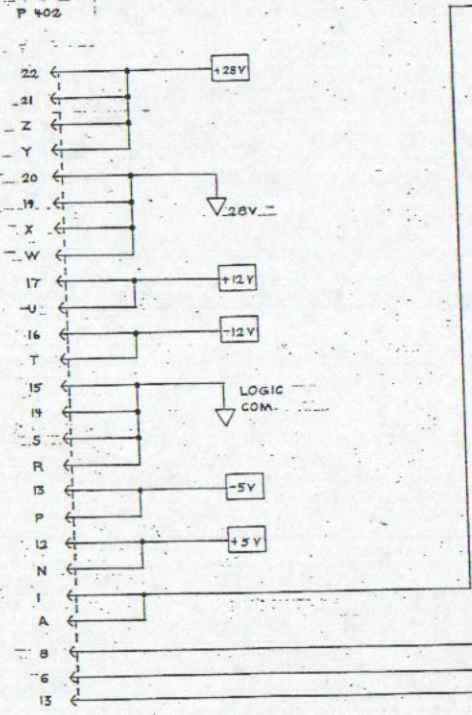 P 402
22
+28V
21
Z
Y
20
19
28V
X
W
17
+12V
U
16
-12V
T
15
LOGIC
14
COM.
S
R
13
-5V
P
12
+5V
N
1
A
8
6
13